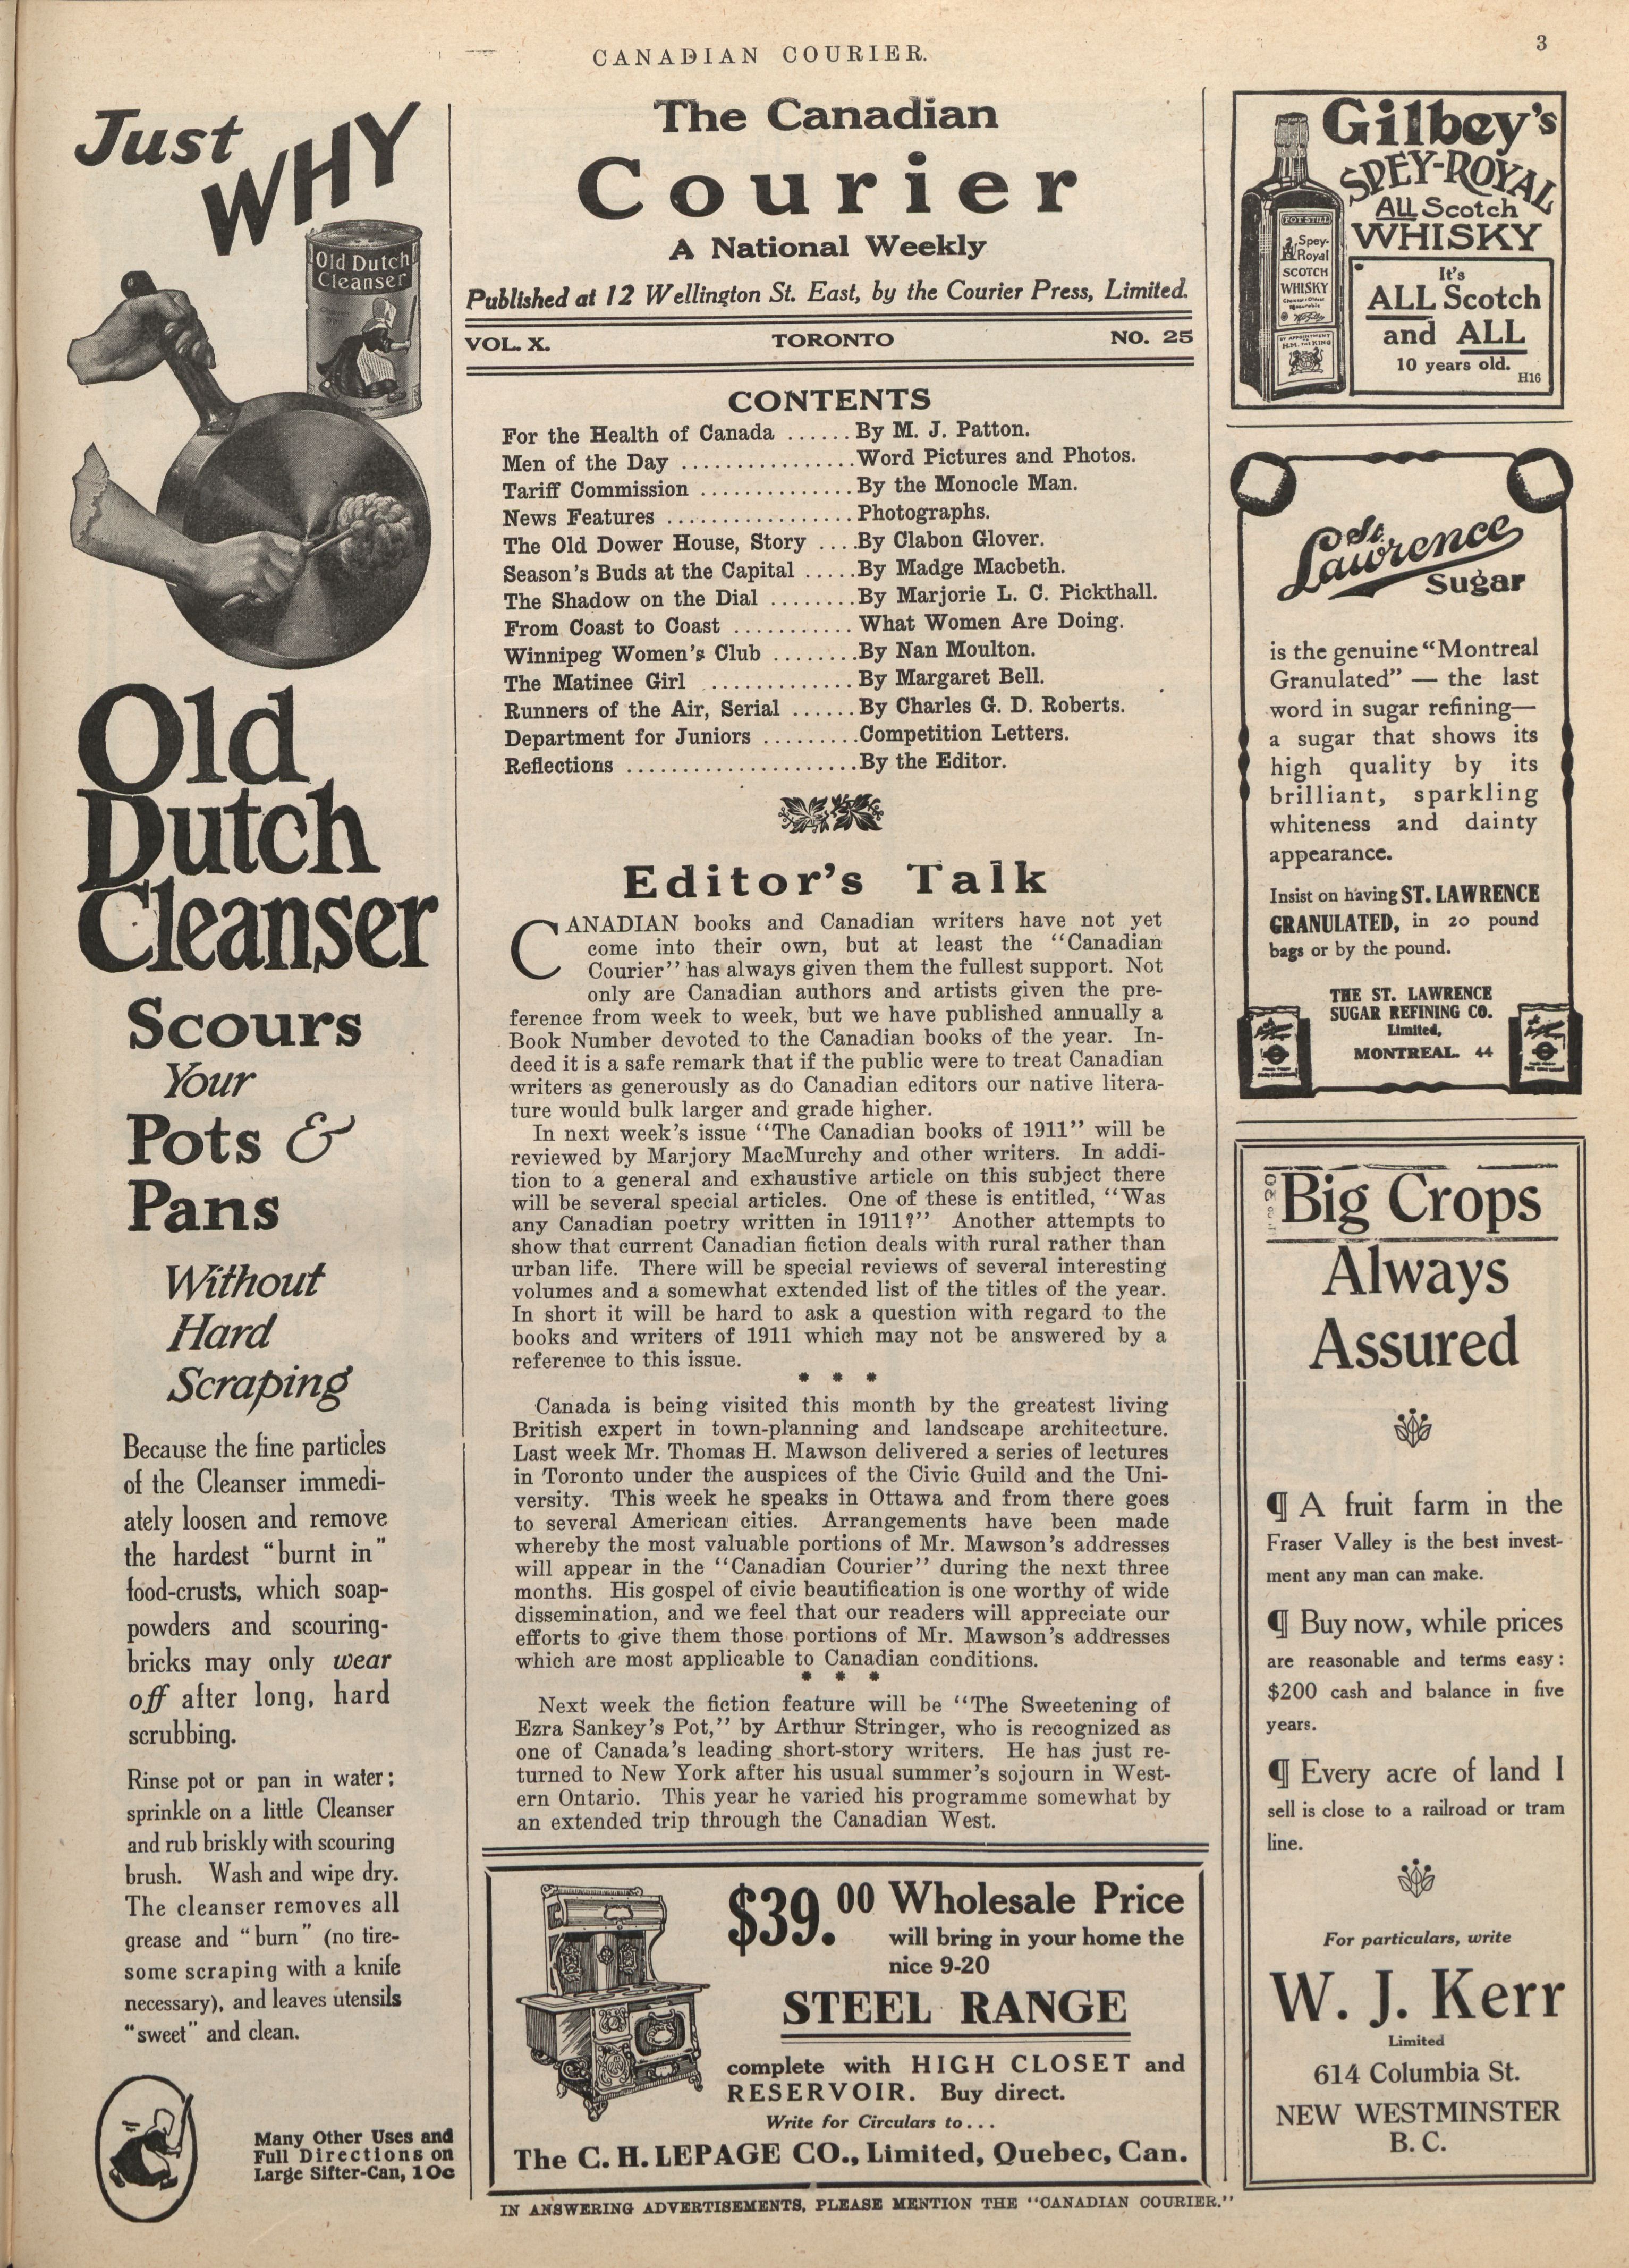 CANADIAN COURIER.
3
Just
WHY
Old Dutch
Cleanser
Old
Dutch
Cleanser
Scours
Your
Pots &
Pans
Without
Hard
Scraping
Because the fine particles
of the Cleanser immedi-
ately loosen and remove
the hardest "burnt in"
food-crusts, which soap-
powders and scouring-
bricks may only wear
off after long, hard
scrubbing.
Rinse pot or pan in water;
sprinkle on a little Cleanser
and rub briskly with scouring
brush. Wash and wipe dry.
The cleanser removes all
grease and "burn" (no tire-
some scraping with a knife
necessary), and leaves utensils
"sweet" and clean.
Many Other Uses and
Full Directions on
Large Sifter-Can, 10c
The Canadian
Courier
A National Weekly
Published at 12 Wellington St. East, by the Courier Press, Limited.
VOL. X. TORONTO NO. 25
CONTENTS
For the Health of Canada ...... By M. J. Patton.
Men of the Day ................ Word Pictures and Photos.
Tariff Commission .............. By the Monocle Man.
News Features ................. Photographs.
The Old Dower House, Story .... By Clabon Glover.
Season's Buds at the Capital ..... By Madge Macbeth.
The Shadow on the Dial ........ By Marjorie L. C. Pickthall.
From Coast to Coast ........... What Women Are Doing.
Winnipeg Women's Club ........ By Nan Moulton.
The Matinee Girl ............. By Margaret Bell.
Runners of the Air, Serial ...... By Charles G. D. Roberts.
Department for Juniors ......... Competition Letters.
Reflections ..................... By the Editor.
Editor's Talk
CANADIAN books and Canadian writers have not yet
come into their own, but at least the "Canadian
Courier" has always given them the fullest support. Not
only are Canadian authors and artists given the pre-
ference from week to week, but we have published annually a
Book Number devoted to the Canadian books of the year. In-
deed it is a safe remark that if the public were to treat Canadian
writers as generously as do Canadian editors our native litera-
ture would bulk larger and grade higher.
In next week's issue "The Canadian books of 1911" will be
reviewed by Marjory MacMurchy and other writers. In addi-
tion to a general and exhaustive article on this subject there
will be several special articles. One of these is entitled, "Was
any Canadian poetry written in 1911?" Another attempts to
show that current Canadian fiction deals with rural rather than
urban life. There will be special reviews of several interesting
volumes and a somewhat extended list of the titles of the year.
In short it will be hard to ask a question with regard to the
books and writers of 1911 which may not be answered by a
reference to this issue.
* * *
Canada is being visited this month by the greatest living
British expert in town-planning and landscape architecture.
Last week Mr. Thomas H. Mawson delivered a series of lectures
in Toronto under the auspices of the Civic Guild and the Uni-
versity. This week he speaks in Ottawa and from there goes
to several American cities. Arrangements have been made
whereby the most valuable portions of Mr. Mawson's addresses
will appear in the "Canadian Courier" during the next three
months. His gospel of civic beautification is one worthy of wide
dissemination, and we feel that our readers will appreciate our
efforts to give them those portions of Mr. Mawson's addresses
which are most applicable to Canadian conditions.
* * *
Next week the fiction feature will be "The Sweetening of
Ezra Sankey's Pot," by Arthur Stringer, who is recognized as
one of Canada's leading short-story writers. He has just re-
turned to New York after his usual summer's sojourn in West-
ern Ontario. This year he varied his programme somewhat by
an extended trip through the Canadian West.
$39.00 Wholesale Price
will bring in your home the
nice 9-20
STEEL RANGE
complete with HIGH CLOSET and
RESERVOIR. Buy direct.
Write for Circulars to...
The C. H. LEPAGE CO., Limited, Quebec, Can.
IN ANSWERING ADVERTISEMENTS, PLEASE MENTION THE "CANADIAN COURIER."
Gilbey's
SPEY-ROYAL
ALL Scotch
WHISKY
POT STILL
Spey-
Royal
SCOTCH
WHISKY
BY APPOINTMENT
TO
H.M. THE KING
It's
ALL Scotch
and ALL
10 years old.
H16
St.
Lawrence
Sugar
is the genuine "Montreal
Granulated" — the last
word in sugar refining—
a sugar that shows its
high quality by its
brilliant, sparkling
whiteness and dainty
appearance.
Insist on having ST. LAWRENCE
GRANULATED, in 20 pound
bags or by the pound.
THE ST. LAWRENCE
SUGAR REFINING CO.
Limited,
MONTREAL. 44
Big Crops
Always
Assured
¶ A fruit farm in the
Fraser Valley is the best invest-
ment any man can make.
¶ Buy now, while prices
are reasonable and terms easy:
$200 cash and balance in five
years.
¶ Every acre of land I
sell is close to a railroad or tram
line.
For particulars, write
W. J. Kerr
Limited
614 Columbia St.
NEW WESTMINSTER
B. C.